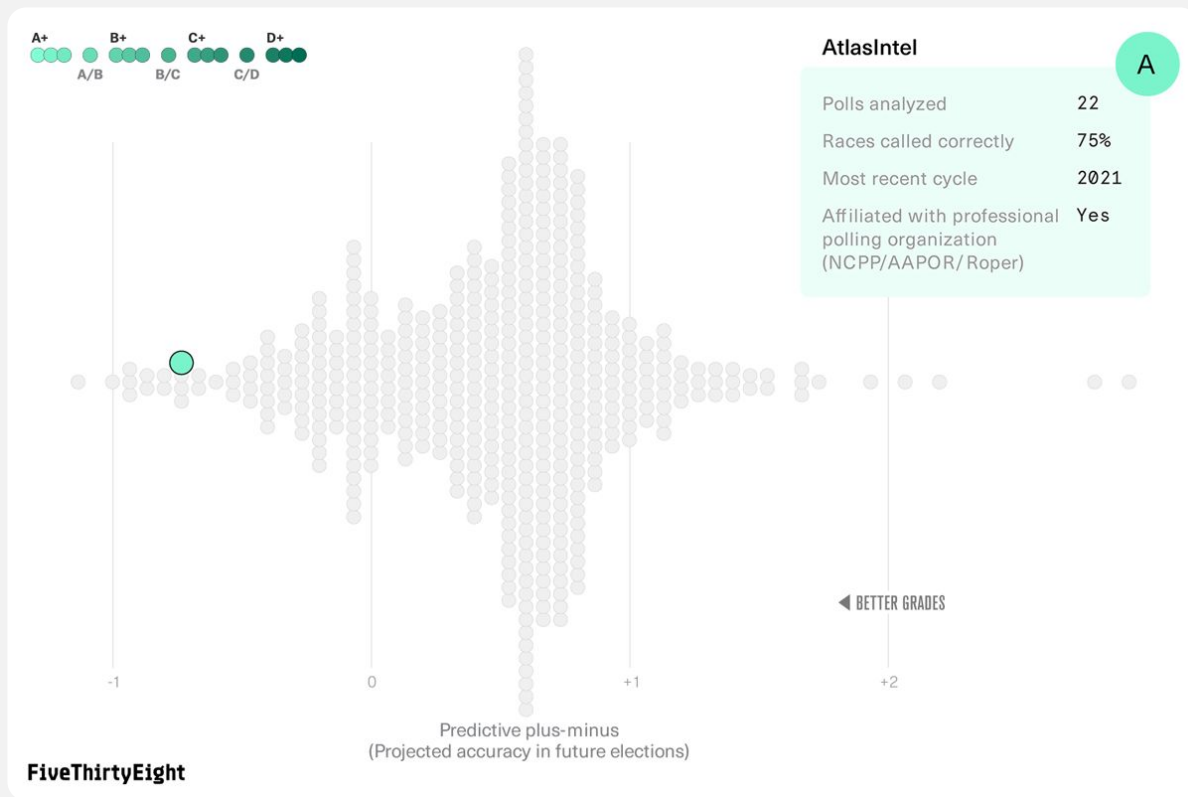 A+ B+ C+ D+
A/B B/C C/D
AtlasIntel
A
Polls analyzed 22
Races called correctly 75%
Most recent cycle 2021
Affiliated with professional Yes
polling organization
(NCPP/AAPOR/Roper)
◀ BETTER GRADES
-1 0 +1 +2
Predictive plus-minus
(Projected accuracy in future elections)
FiveThirtyEight